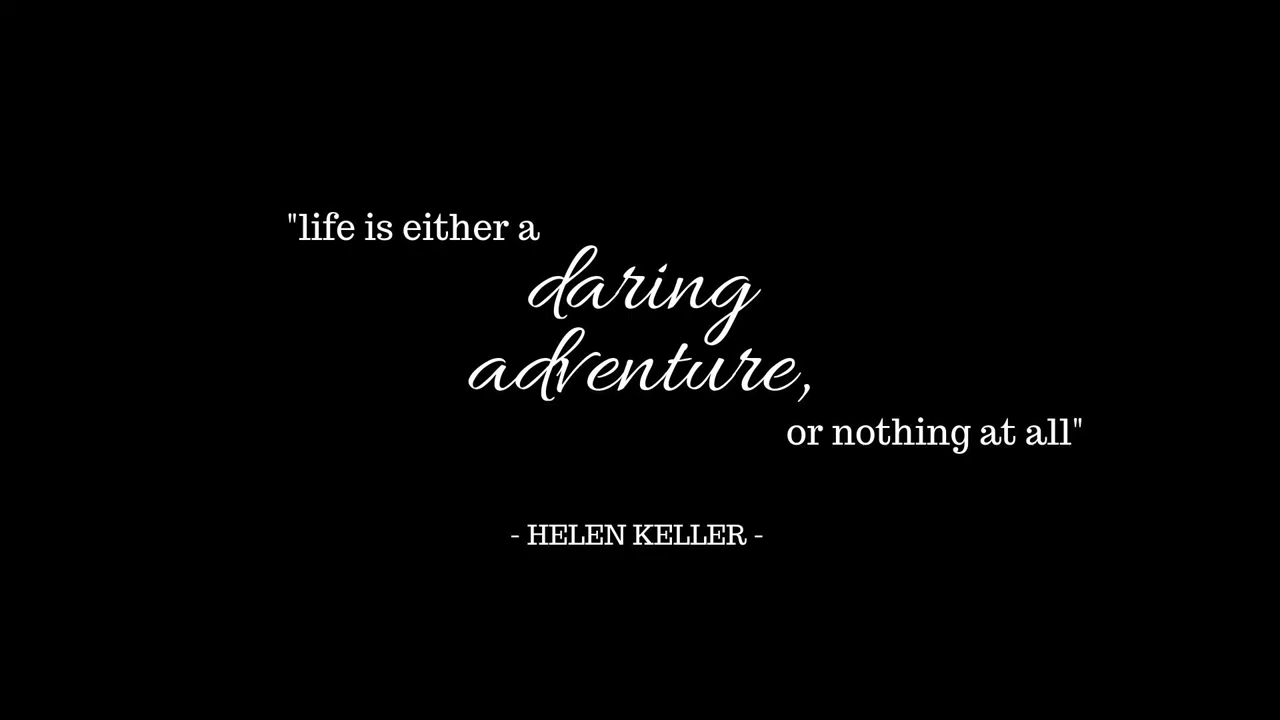 "life is either a
daring
adventure,
or nothing at all"
- HELEN KELLER -